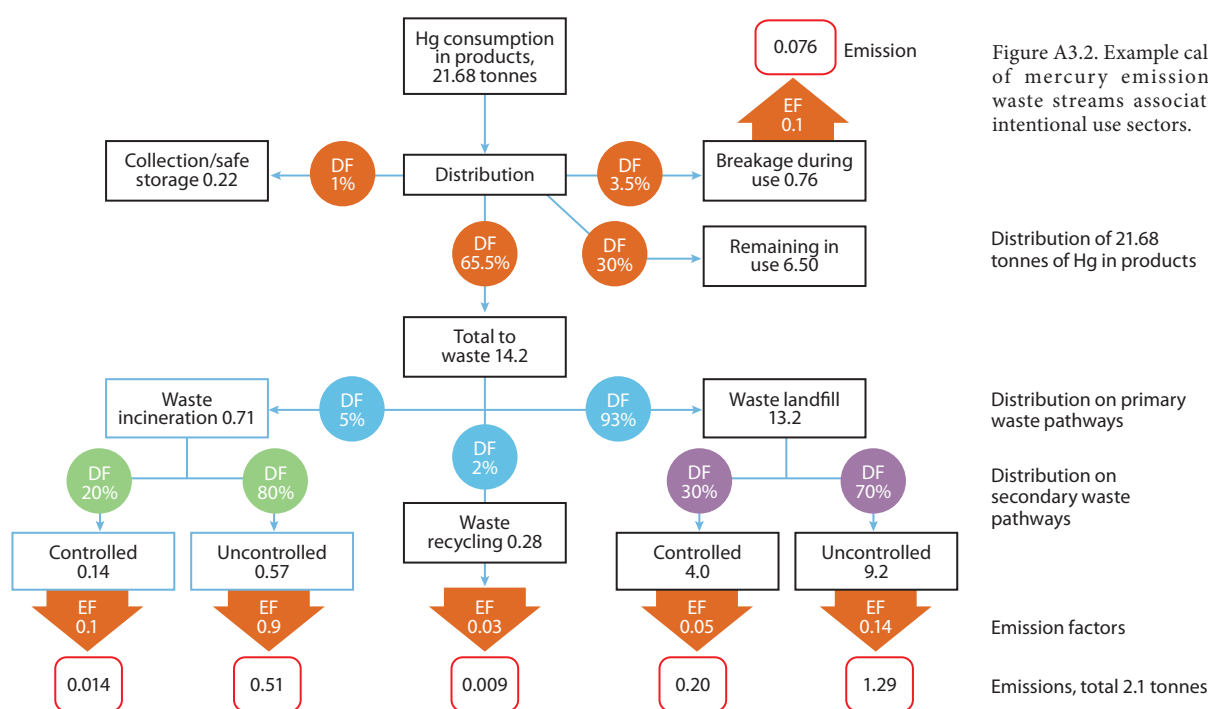 Hg consumption
in products,
21.68 tonnes
0.076
Emission
EF
0.1
Figure A3.2. Example cal
of mercury emission
waste streams associat
intentional use sectors.
Collection/safe
storage 0.22
DF
1%
Distribution
DF
3.5%
Breakage during
use 0.76
DF
65.5%
DF
30%
Remaining in
use 6.50
Distribution of 21.68
tonnes of Hg in products
Total to
waste 14.2
Waste
incineration 0.71
DF
5%
DF
93%
Waste landfill
13.2
Distribution on primary
waste pathways
DF
20%
DF
80%
DF
2%
DF
30%
DF
70%
Distribution on
secondary waste
pathways
Controlled
0.14
Uncontrolled
0.57
Waste
recycling 0.28
Controlled
4.0
Uncontrolled
9.2
EF
0.1
EF
0.9
EF
0.03
EF
0.05
EF
0.14
Emission factors
0.014
0.51
0.009
0.20
1.29
Emissions, total 2.1 tonnes